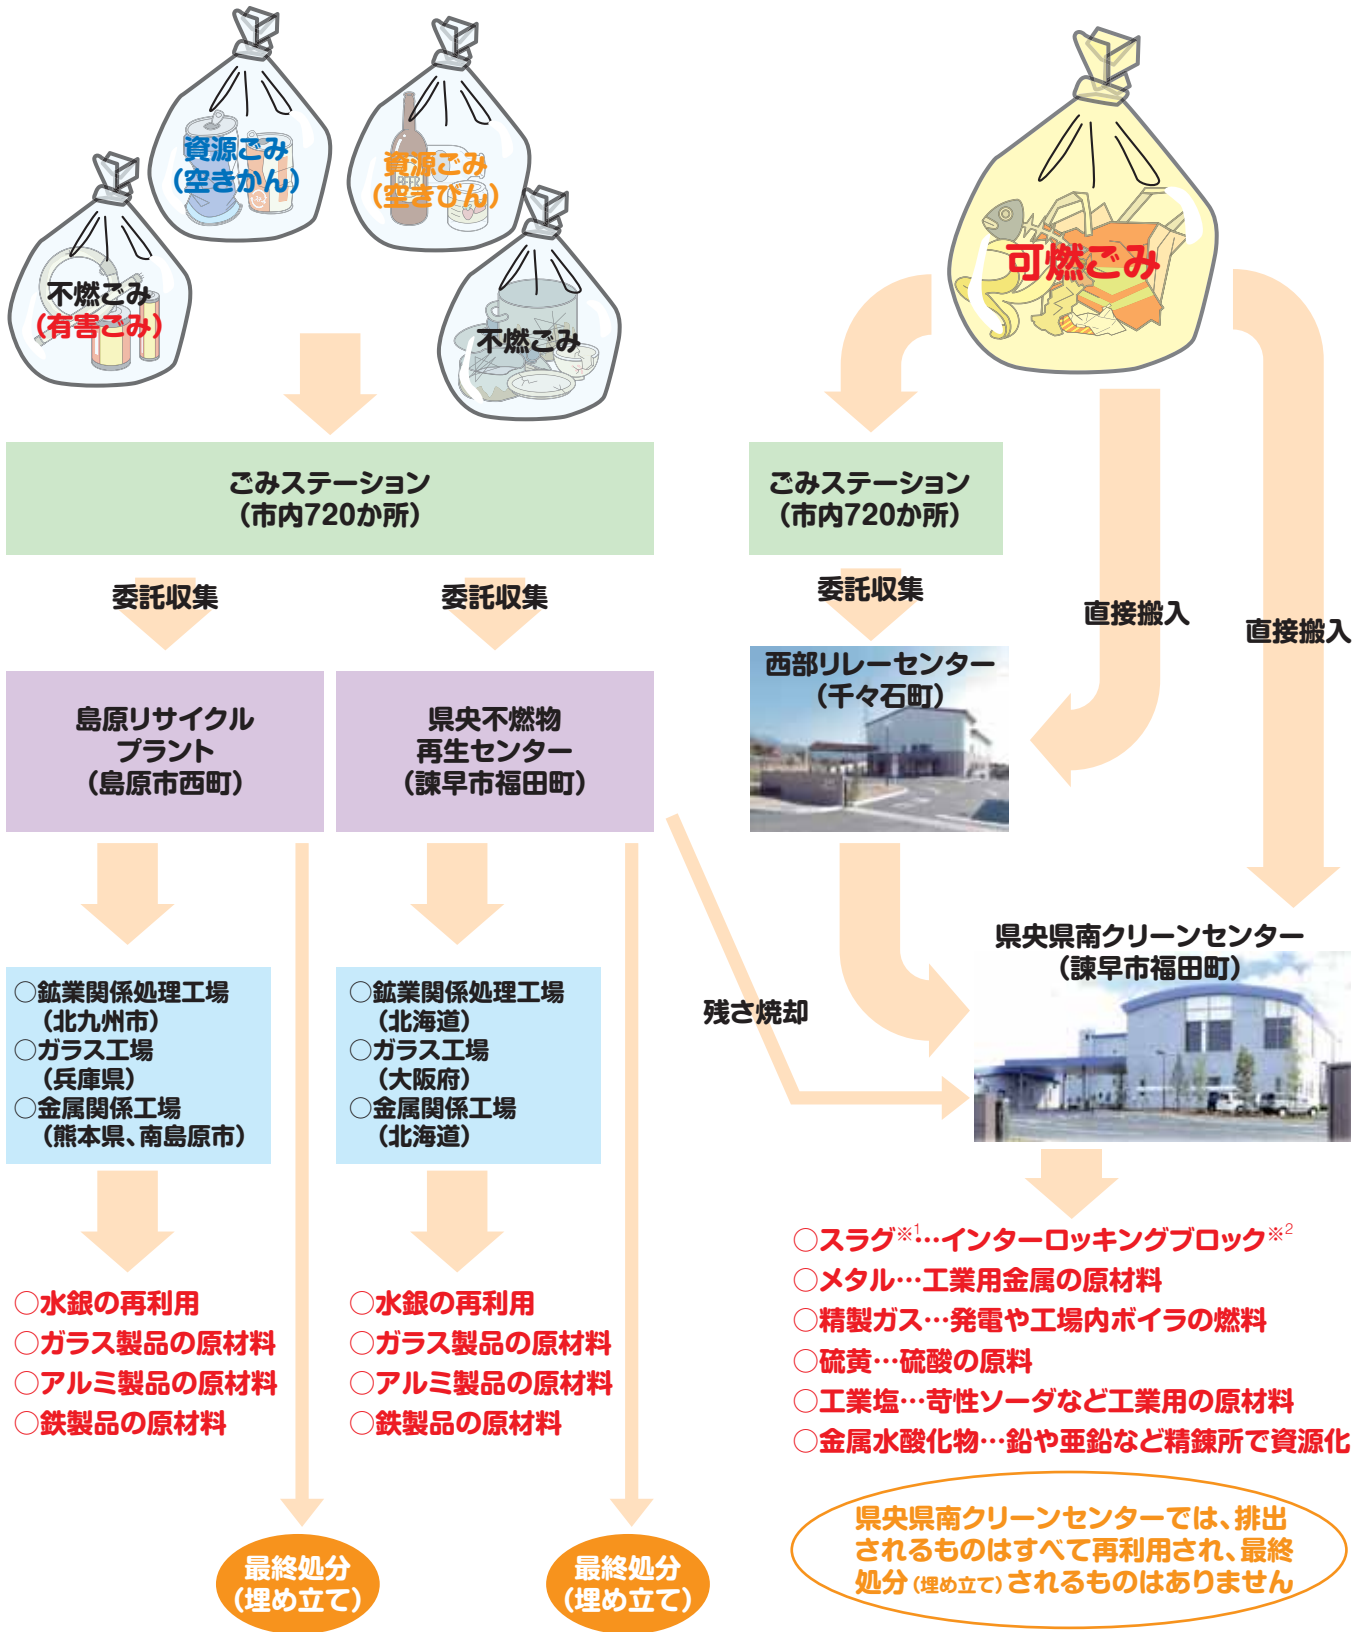 資源ごみ
（空きかん）
資源ごみ
（空きびん）
不燃ごみ
（有害ごみ）
不燃ごみ
可燃ごみ
ごみステーション
（市内720か所）
委託収集
委託収集
島原リサイクル
プラント
（島原市西町）
県央不燃物
再生センター
（諫早市福田町）
○鉱業関係処理工場
（北九州市）
○ガラス工場
（兵庫県）
○金属関係工場
（熊本県、南島原市）
○鉱業関係処理工場
（北海道）
○ガラス工場
（大阪府）
○金属関係工場
（北海道）
○水銀の再利用
○ガラス製品の原材料
○アルミ製品の原材料
○鉄製品の原材料
○水銀の再利用
○ガラス製品の原材料
○アルミ製品の原材料
○鉄製品の原材料
最終処分
（埋め立て）
最終処分
（埋め立て）
ごみステーション
（市内720か所）
委託収集
直接搬入
直接搬入
西部リレーセンター
（千々石町）
残さ焼却
県央県南クリーンセンター
（諫早市福田町）
○スラグ※1…インターロッキングブロック※2
○メタル…工業用金属の原材料
○精製ガス…発電や工場内ボイラの燃料
○硫黄…硫酸の原料
○工業塩…苛性ソーダなど工業用の原材料
○金属水酸化物…鉛や亜鉛など精錬所で資源化
県央県南クリーンセンターでは、排出
されるものはすべて再利用され、最終
処分（埋め立て）されるものはありません
BEER